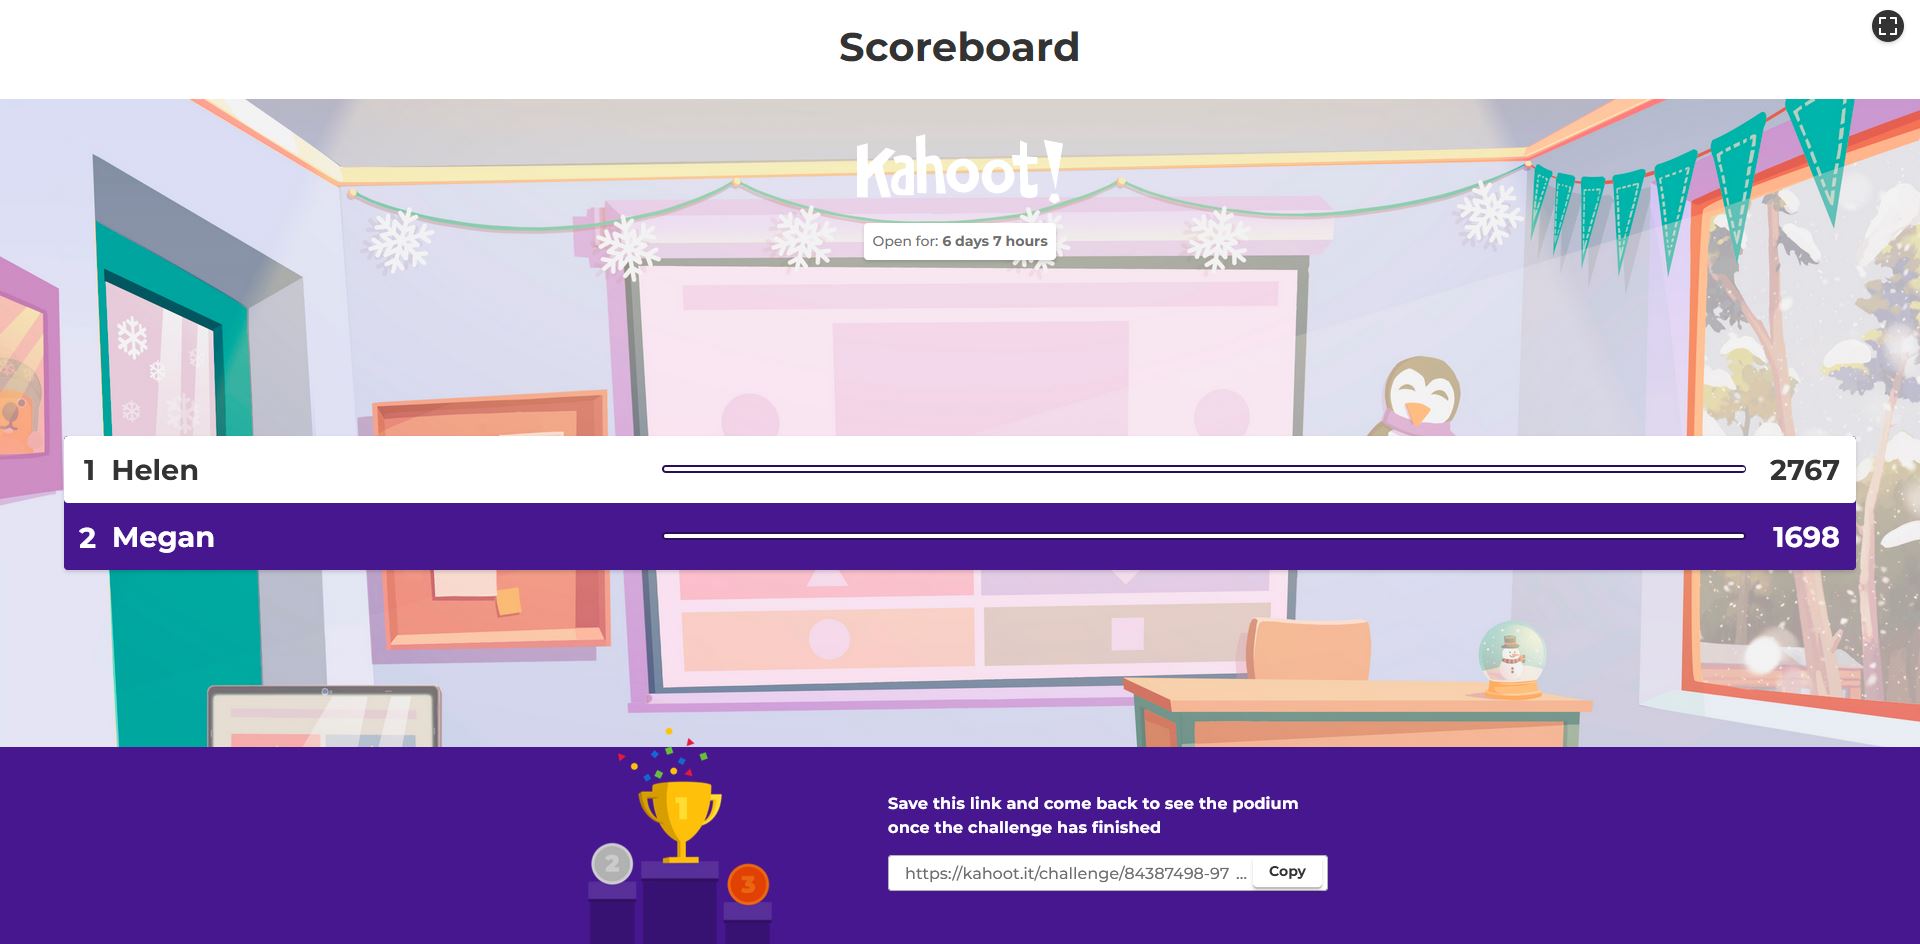 Scoreboard
Kahoot!
Open for: 6 days 7 hours
1 Helen 2767
2 Megan 1698
1
2
3
Save this link and come back to see the podium
once the challenge has finished
https://kahoot.it/challenge/84387498-97 ... Copy